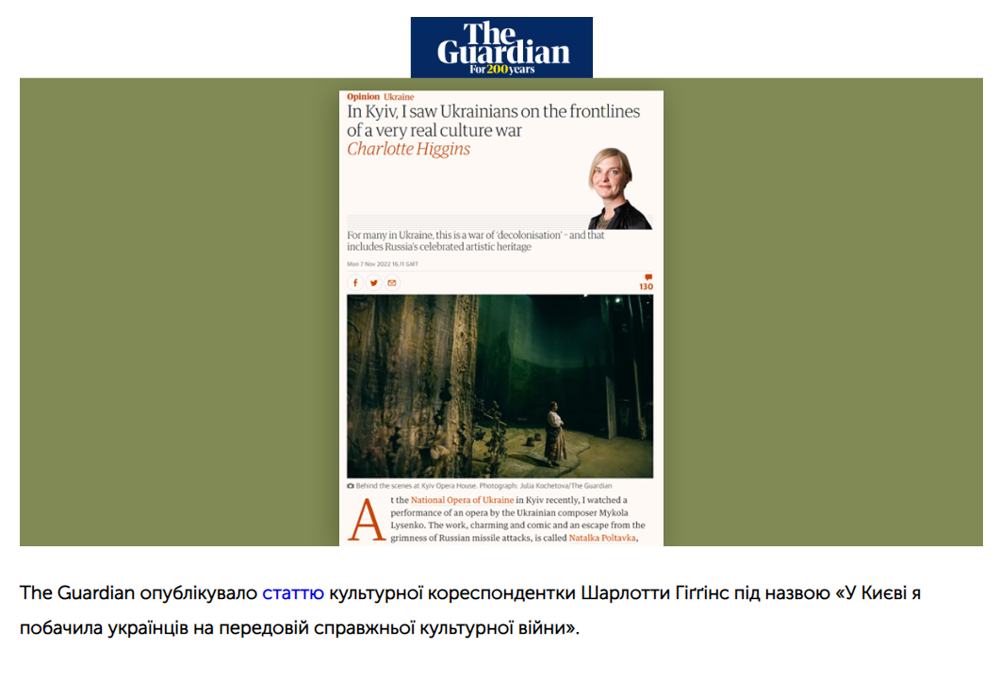 The
Guardian
For 200 years
Opinion Ukraine
In Kyiv, I saw Ukrainians on the frontlines
of a very real culture war
Charlotte Higgins
For many in Ukraine, this is a war of ‘decolonisation’ – and that
includes Russia’s celebrated artistic heritage
Mon 7 Nov 2022 16.11 GMT
130
Behind the scenes at Kyiv Opera House. Photograph: Julia Kochetova/The Guardian
At the National Opera of Ukraine in Kyiv recently, I watched a
performance of an opera by the Ukrainian composer Mykola
Lysenko. The work, charming and comic and an escape from the
grimness of Russian missile attacks, is called Natalka Poltavka,
The Guardian опублікувало статтю культурної кореспондентки Шарлотти Гіґґінс під назвою «У Києві я
побачила українців на передовій справжньої культурної війни».